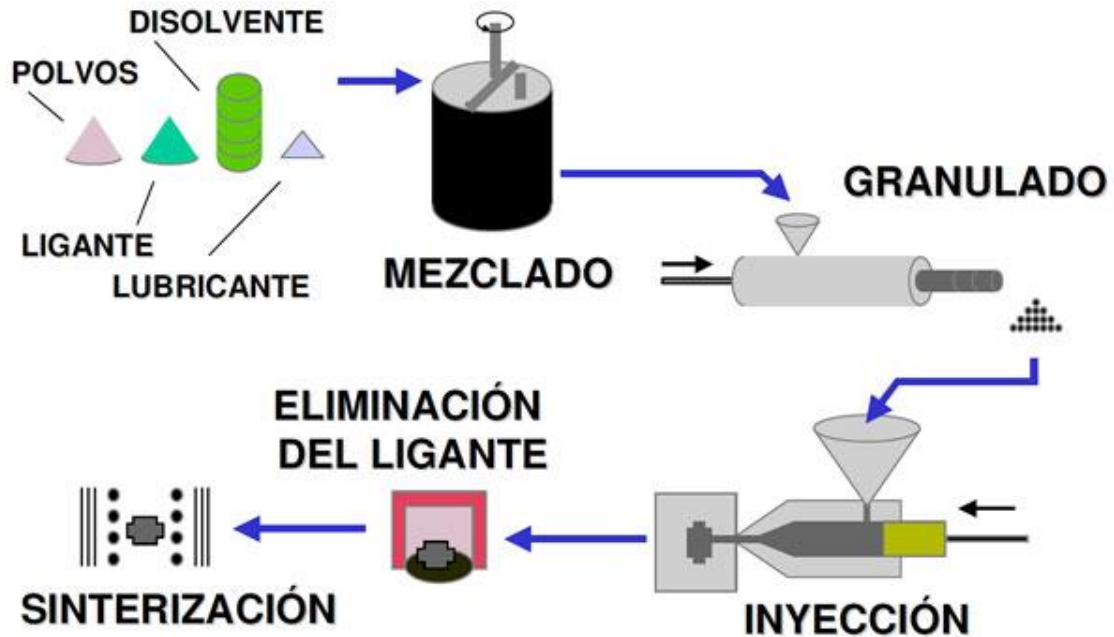 DISOLVENTE
POLVOS
LIGANTE
LUBRICANTE
MEZCLADO
GRANULADO
ELIMINACIÓN
DEL LIGANTE
SINTERIZACIÓN
INYECCIÓN